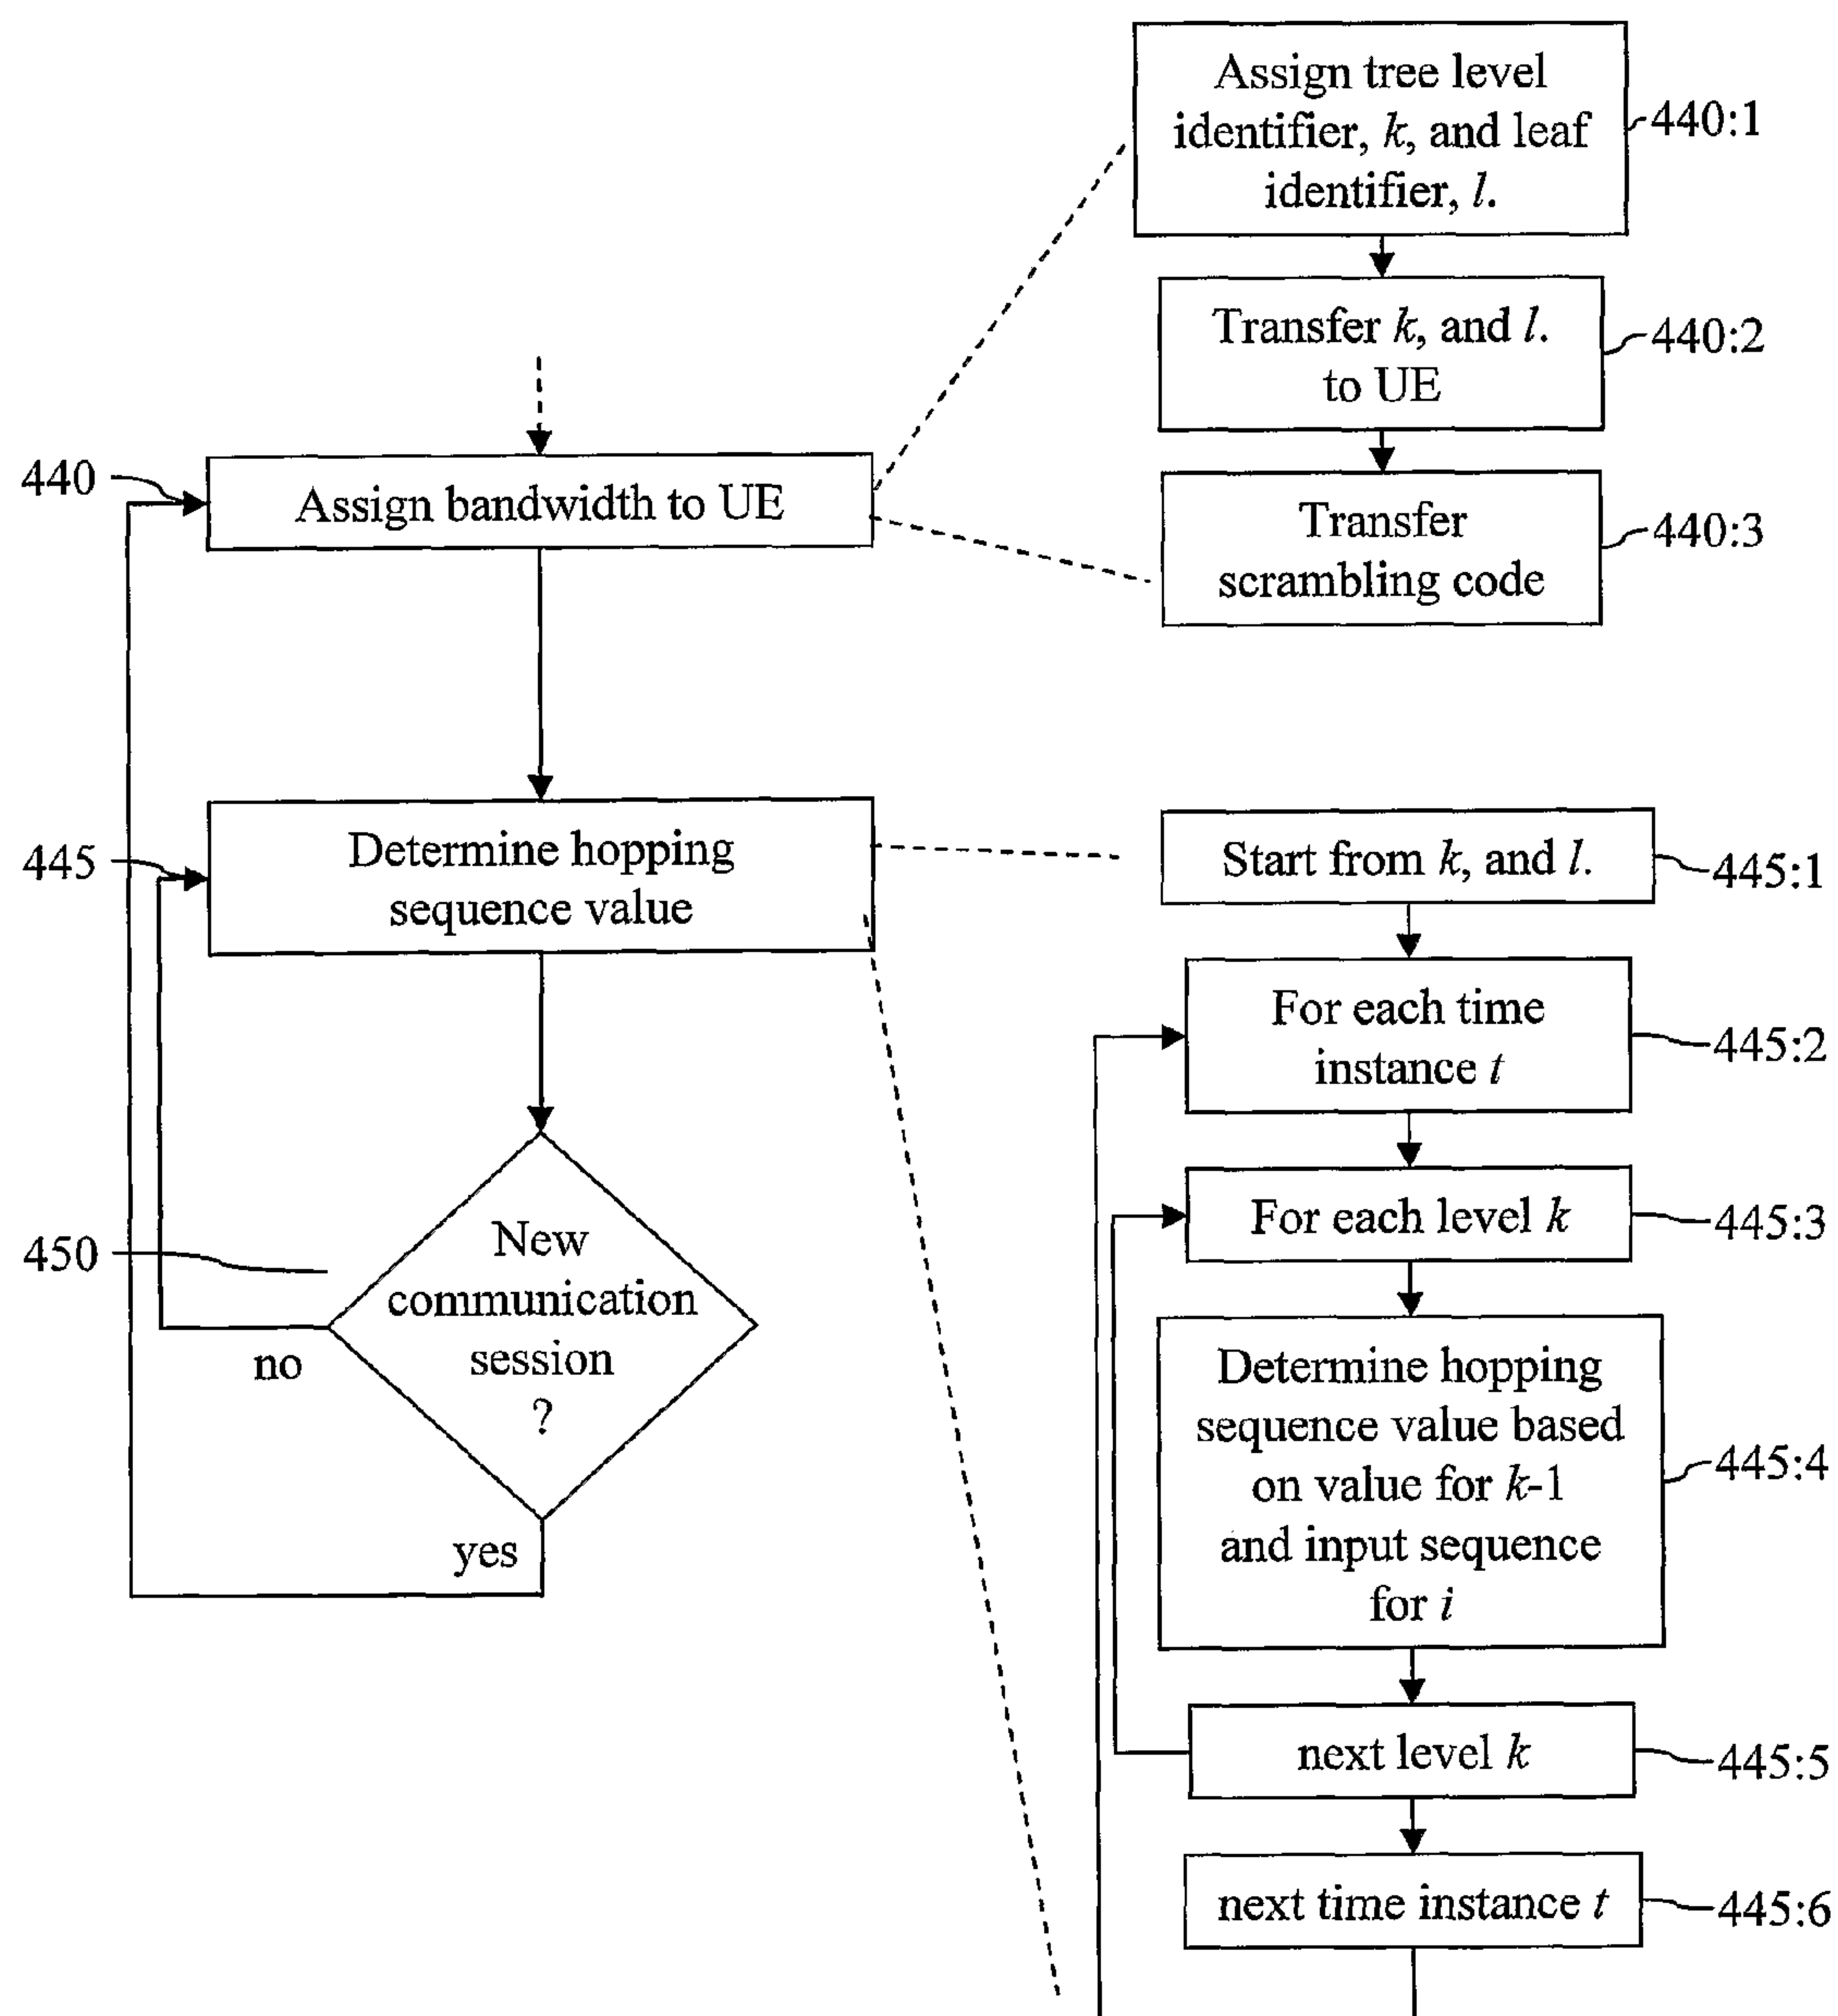 440
Assign bandwidth to UE
445
Determine hopping
sequence value
450
New
communication
session
?
no
yes
Assign tree level
identifier, k, and leaf
identifier, l.
440:1
Transfer k, and l.
to UE
440:2
Transfer
scrambling code
440:3
Start from k, and l.
445:1
For each time
instance t
445:2
For each level k
445:3
Determine hopping
sequence value based
on value for k-1
and input sequence
for i
445:4
next level k
445:5
next time instance t
445:6